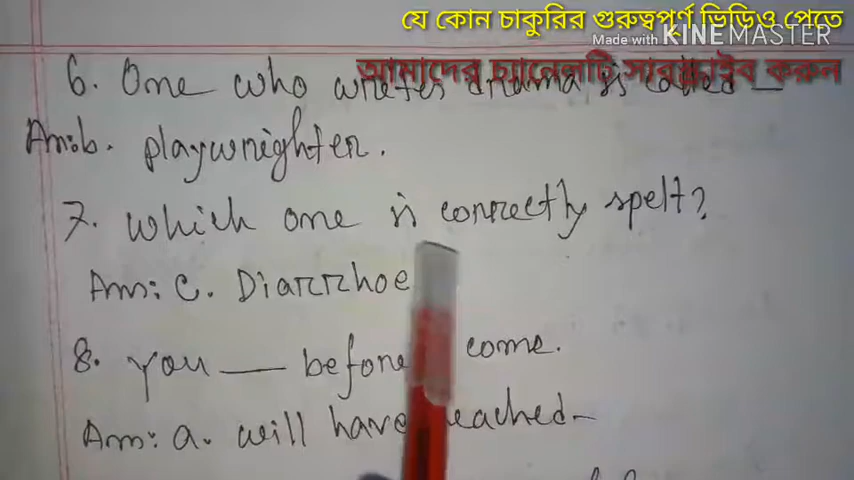 যে কোন চাকুরির গুরুত্বপূর্ণ ভিডিও পেতে
Made with KINEMASTER
আমাদের চ্যানেলটি সাবস্ক্রাইব করুন
6. One who writes drama is called —
Ans: b. playwrighter.
7. which one is correctly spelt?
Ans: c. Diarrhoe
8. you — before come.
Ans: a. will have reached-